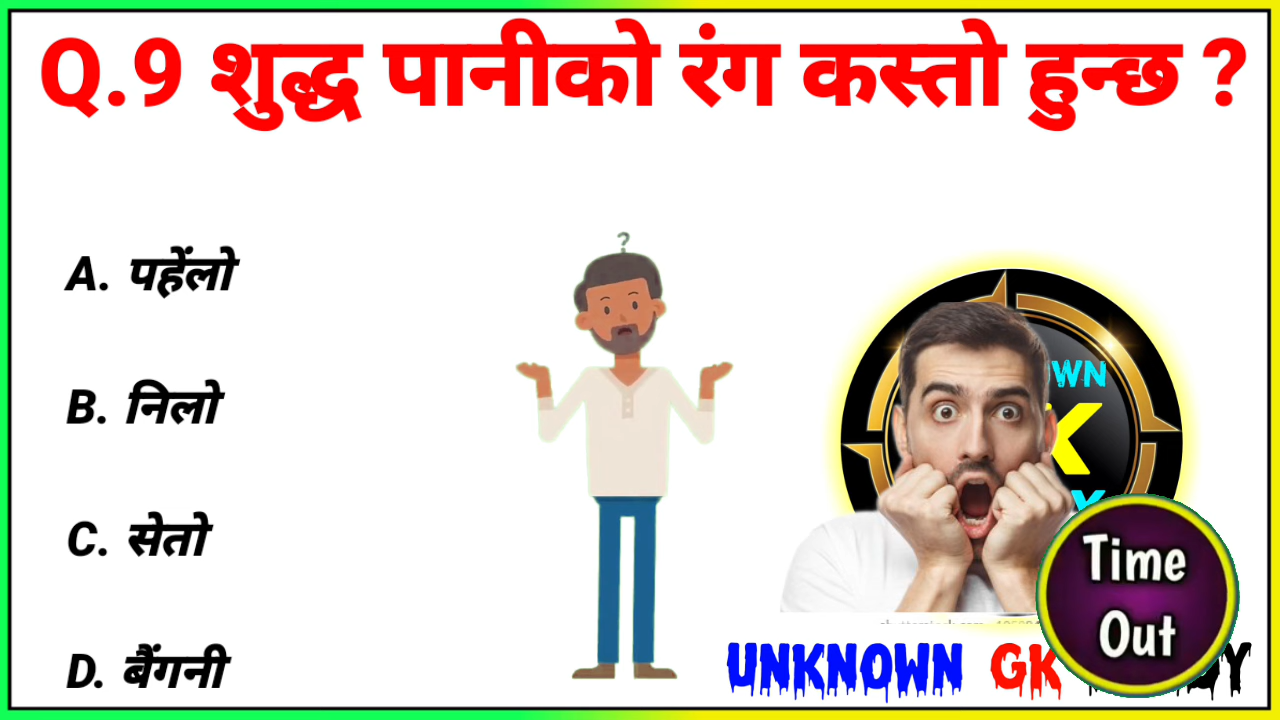 Q.9 शुद्ध पानीको रंग कस्तो हुन्छ ?
A. पहेंलो
B. निलो
C. सेतो
D. बैंगनी
?
WN
K
Time
Out
UNKNOWN GK